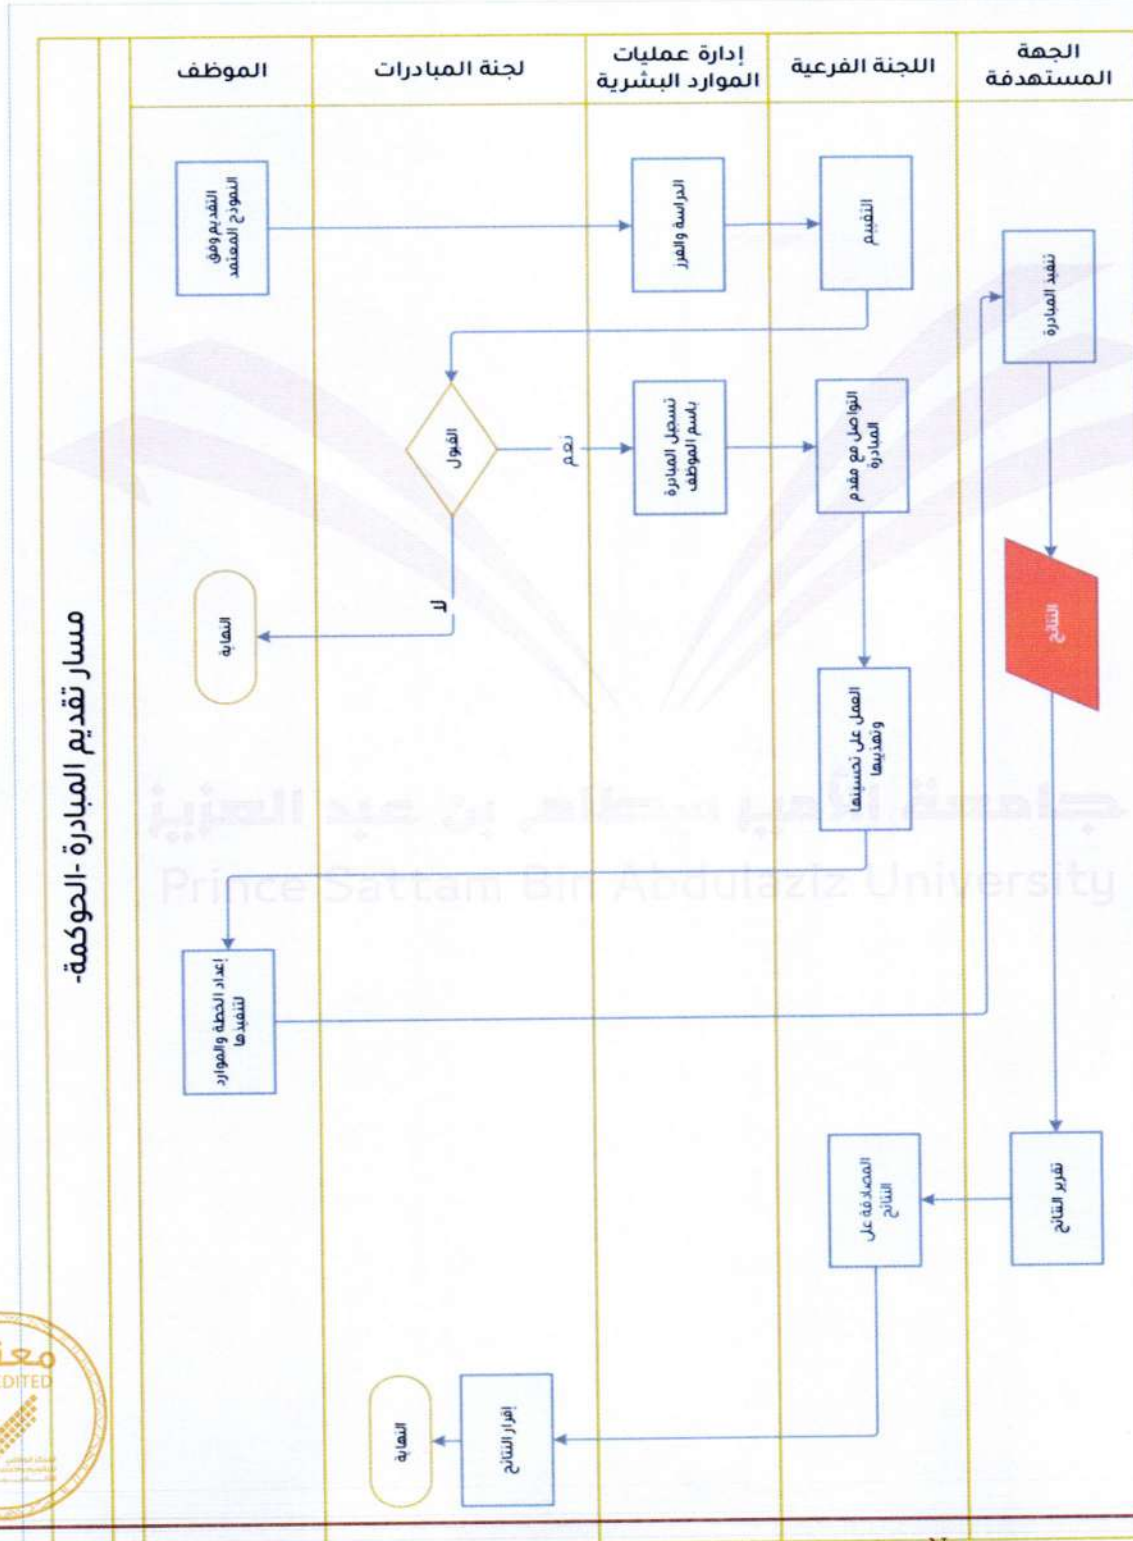 مسار تقديم المبادرة -الحوكمة-
الموظف
لجنة المبادرات
إدارة عمليات
الموارد البشرية
اللجنة الفرعية
الجهة
المستهدفة
التقديم وفق
النموذج المعتمد
الدراسة والفرز
التقييم
القبول
نعم
لا
النهاية
تسجيل المبادرة
باسم الموظف
التواصل مع مقدم
المبادرة
العمل على تحسينها
وتهذيبها
إعداد الخطة والموارد
لتنفيذها
تنفيذ المبادرة
النتائج
تقرير النتائج
المصادقة على
النتائج
إقرار النتائج
النهاية
جامعة الأمير سطام بن عبد العزيز
Prince Sattam Bin Abdulaziz University